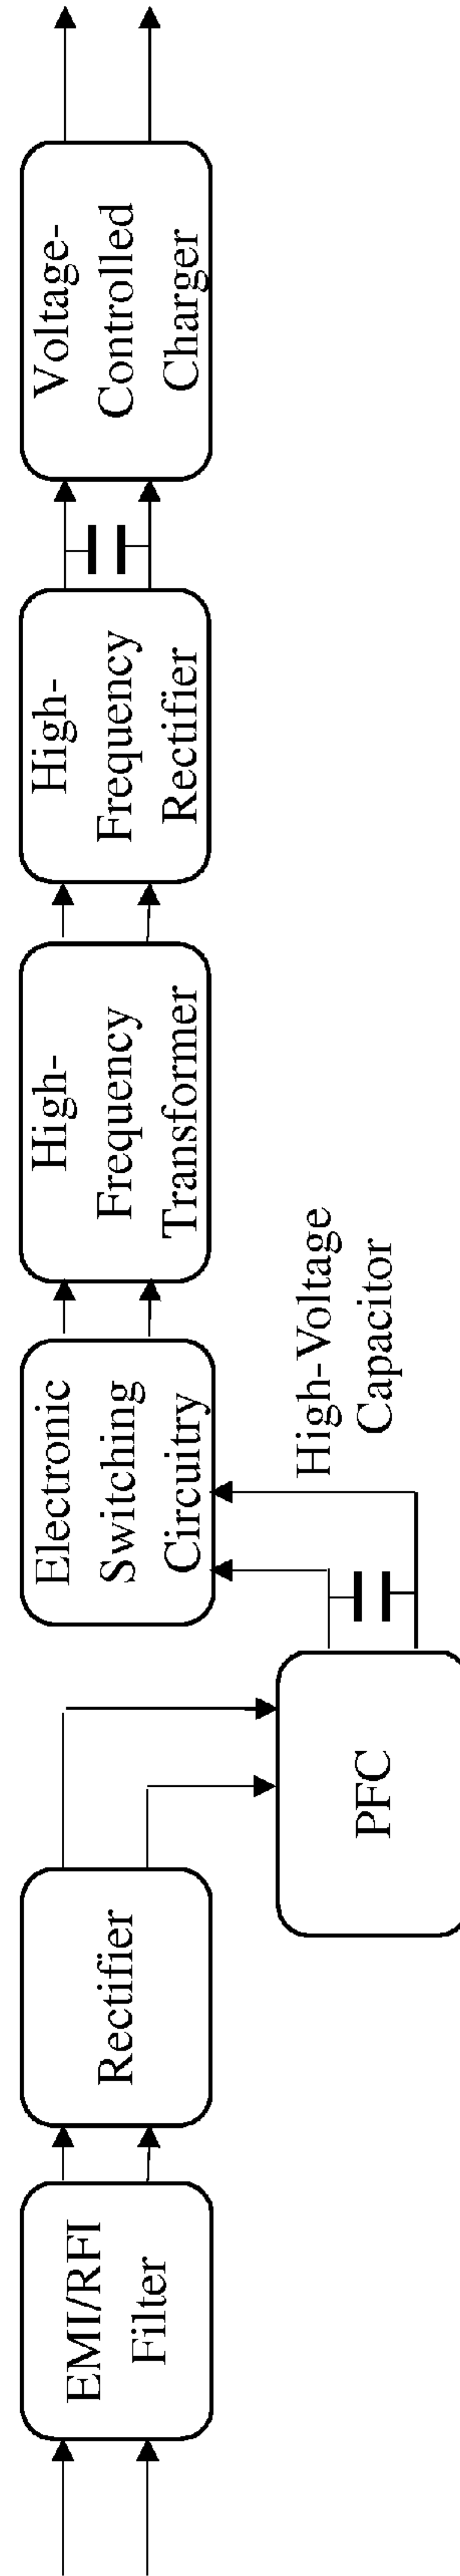 EMI/RFI
Filter
Rectifier
PFC
High-Voltage
Capacitor
Electronic
Switching
Circuitry
High-
Frequency
Transformer
High-
Frequency
Rectifier
Voltage-
Controlled
Charger